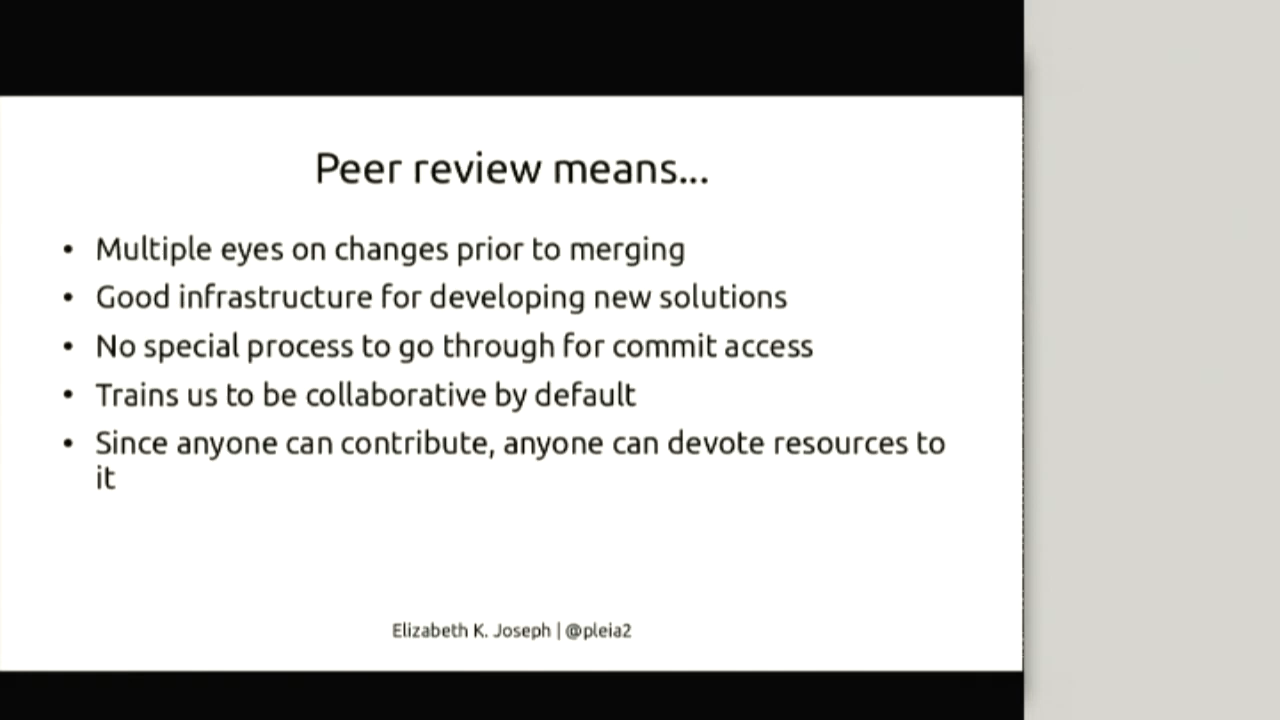 Peer review means...
• Multiple eyes on changes prior to merging
• Good infrastructure for developing new solutions
• No special process to go through for commit access
• Trains us to be collaborative by default
• Since anyone can contribute, anyone can devote resources to
it
Elizabeth K. Joseph | @pleia2